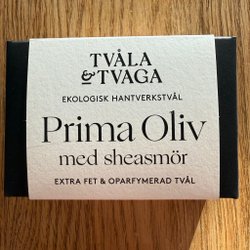 TVÅLA
& TVAGA
EKOLOGISK HANTVERKSTVÅL
Prima Oliv
med sheasmör
EXTRA FET & OPARFYMERAD TVÅL